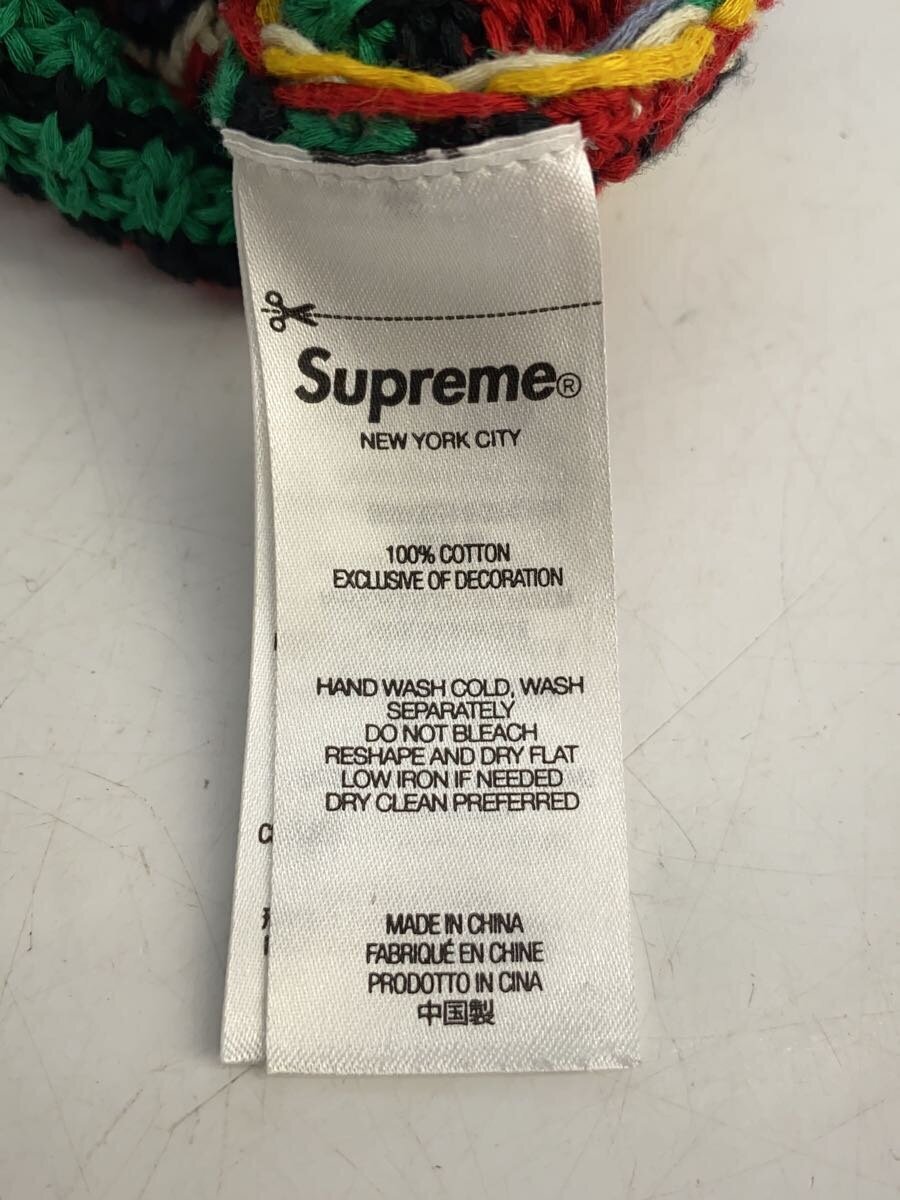 Supreme®
NEW YORK CITY
100% COTTON
EXCLUSIVE OF DECORATION
HAND WASH COLD, WASH
SEPARATELY
DO NOT BLEACH
RESHAPE AND DRY FLAT
LOW IRON IF NEEDED
DRY CLEAN PREFERRED
MADE IN CHINA
FABRIQUÉ EN CHINE
PRODOTTO IN CINA
中国製